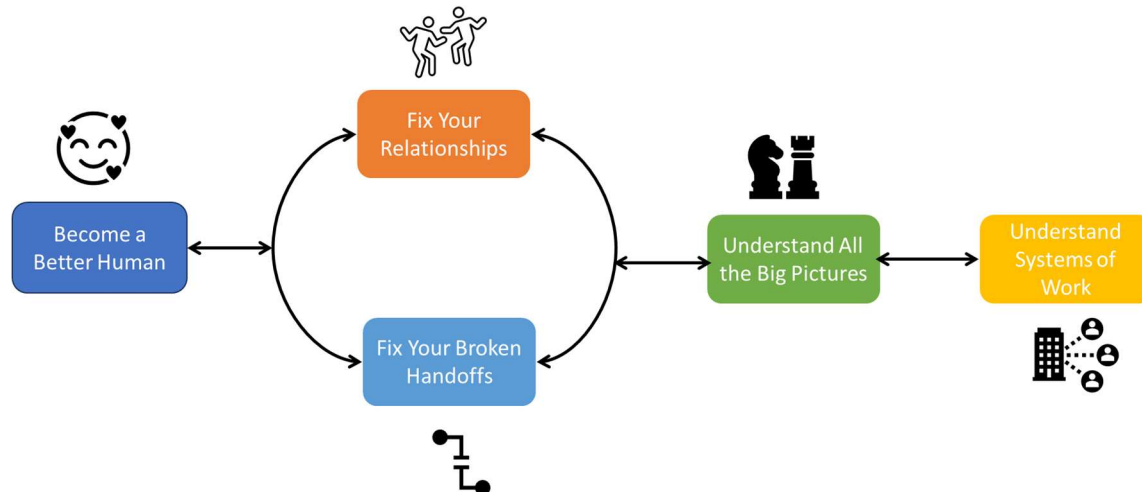 Fix Your
Relationships
Become a
Better Human
Understand All
the Big Pictures
Understand
Systems of
Work
Fix Your Broken
Handoffs